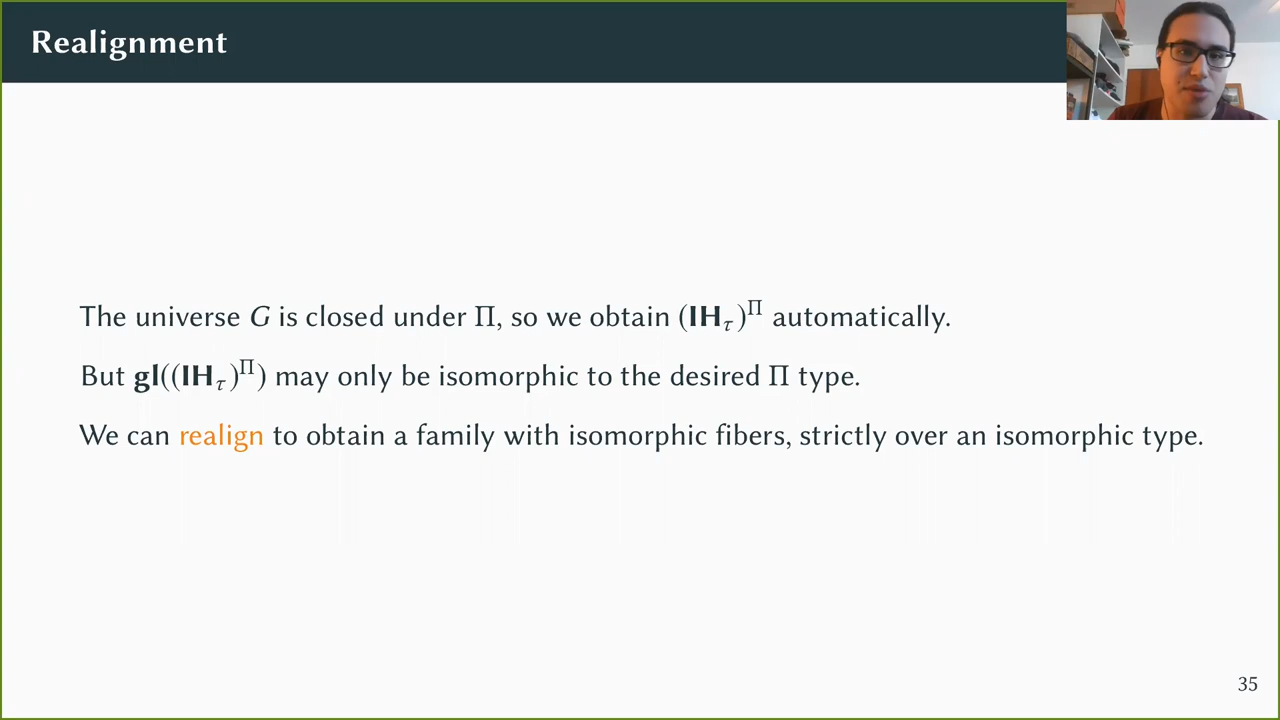 Realignment
The universe G is closed under Π, so we obtain (IH_τ)^Π automatically.
But gl((IH_τ)^Π) may only be isomorphic to the desired Π type.
We can realign to obtain a family with isomorphic fibers, strictly over an isomorphic type.
35